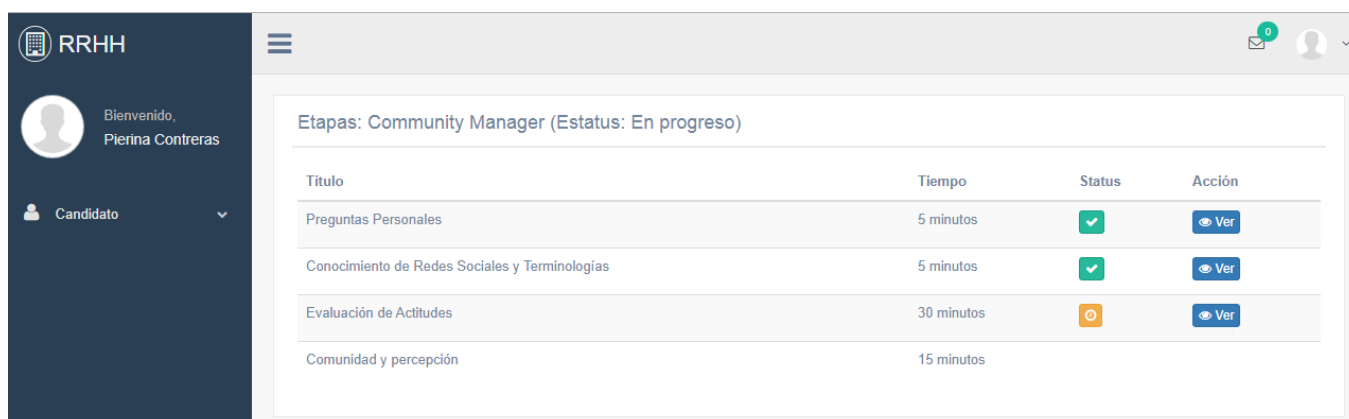 RRHH
0
Bienvenido,
Pierina Contreras
Candidato
Etapas: Community Manager (Estatus: En progreso)
Título Tiempo Status Acción
Preguntas Personales 5 minutos Ver
Conocimiento de Redes Sociales y Terminologías 5 minutos Ver
Evaluación de Actitudes 30 minutos Ver
Comunidad y percepción 15 minutos